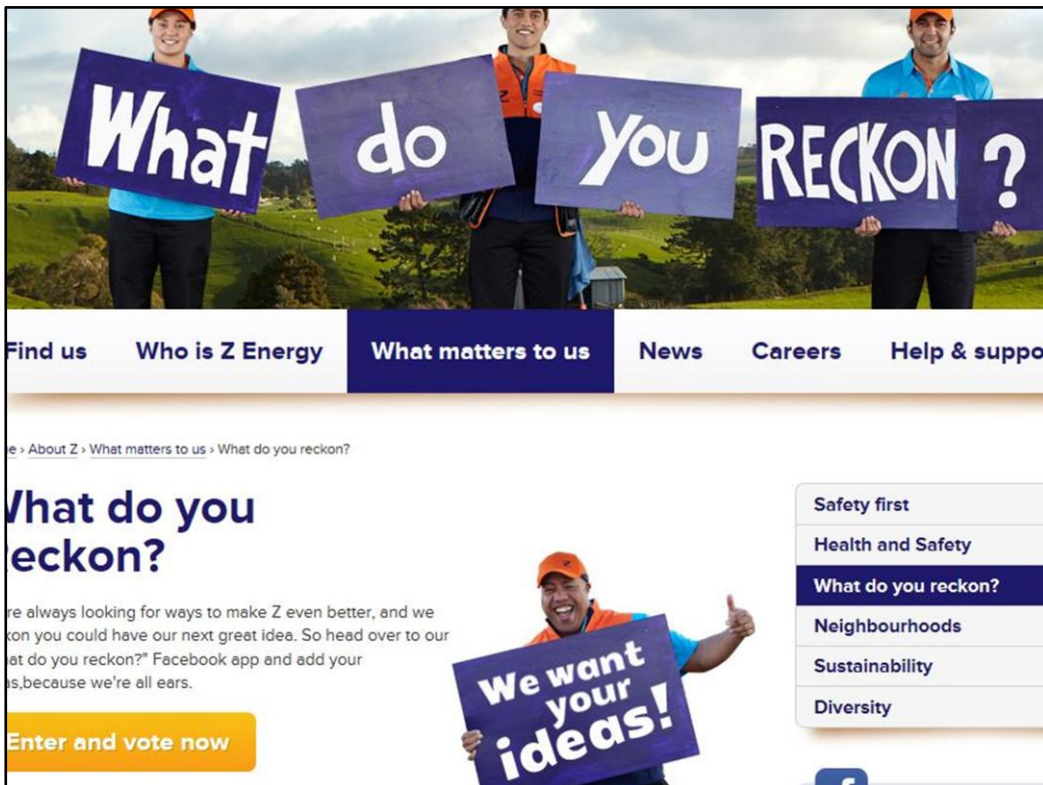 What do you RECKON ?
Find us Who is Z Energy What matters to us News Careers Help & suppo
e › About Z › What matters to us › What do you reckon?
What do you
Reckon?
re always looking for ways to make Z even better, and we
kon you could have our next great idea. So head over to our
at do you reckon?" Facebook app and add your
as,because we're all ears.
Enter and vote now
We want
your
ideas!
Safety first
Health and Safety
What do you reckon?
Neighbourhoods
Sustainability
Diversity
f